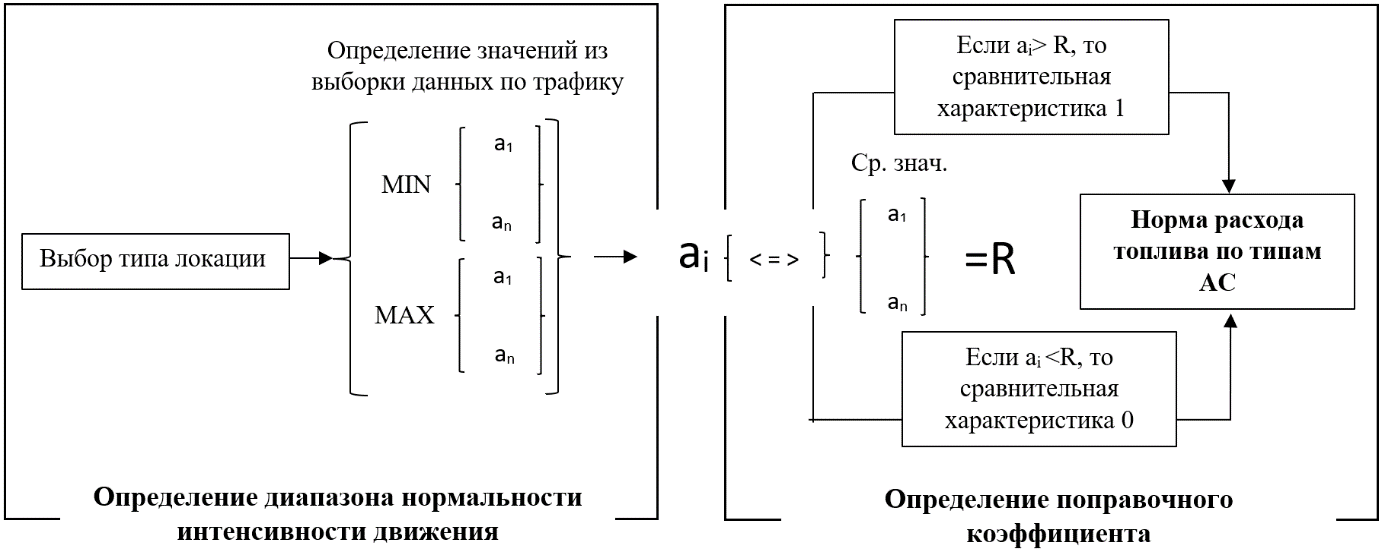 Определение значений из
выборки данных по трафику
Выбор типа локации
MIN
a1
an
MAX
a1
an
Определение диапазона нормальности
интенсивности движения
ai { < = > }
Ср. знач.
a1
an
=R
Если ai> R, то
сравнительная
характеристика 1
Если ai <R, то
сравнительная
характеристика 0
Норма расхода
топлива по типам
АС
Определение поправочного
коэффициента